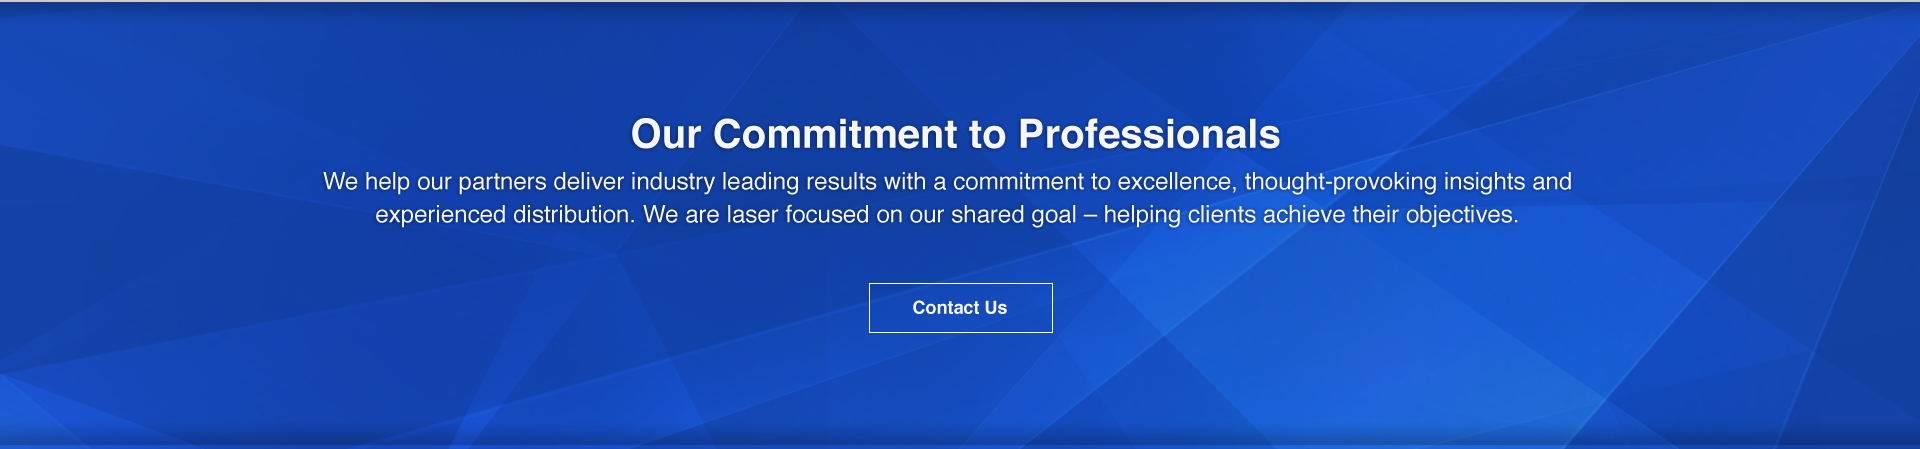 Our Commitment to Professionals
We help our partners deliver industry leading results with a commitment to excellence, thought-provoking insights and
experienced distribution. We are laser focused on our shared goal – helping clients achieve their objectives.
Contact Us